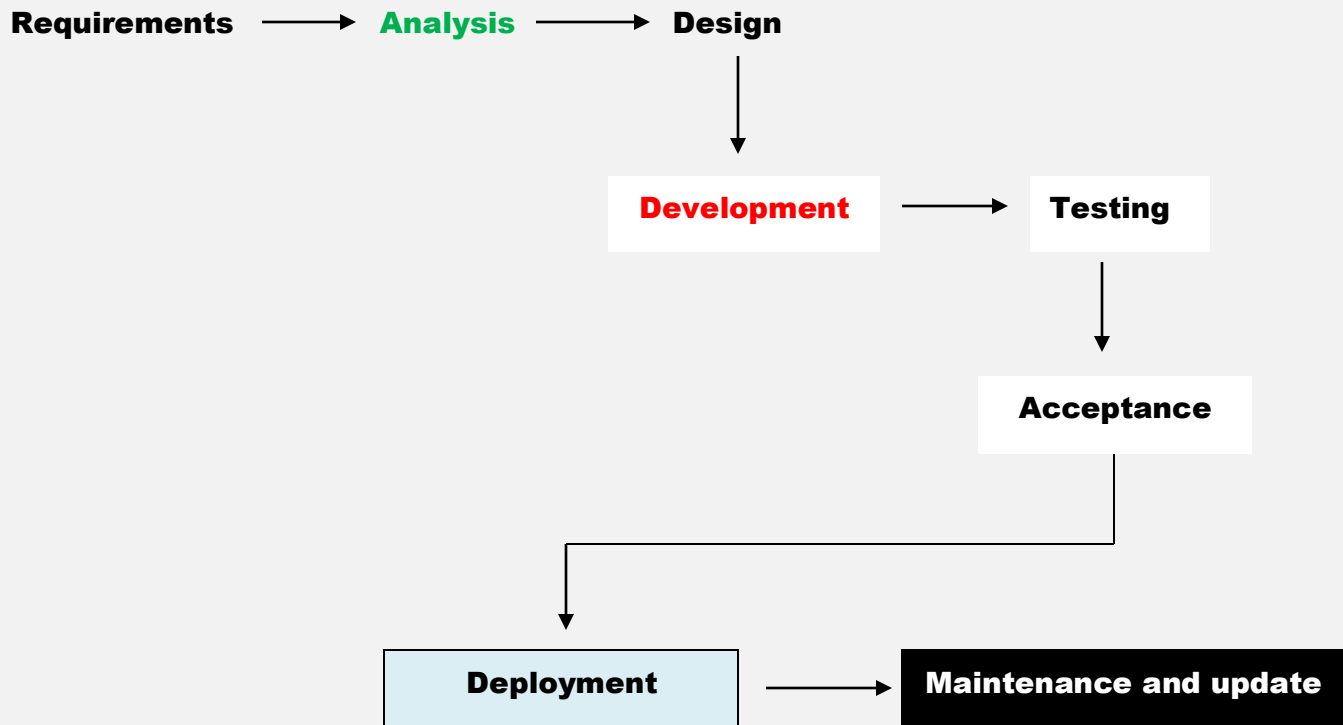 Requirements
Analysis
Design
Development
Testing
Acceptance
Deployment
Maintenance and update